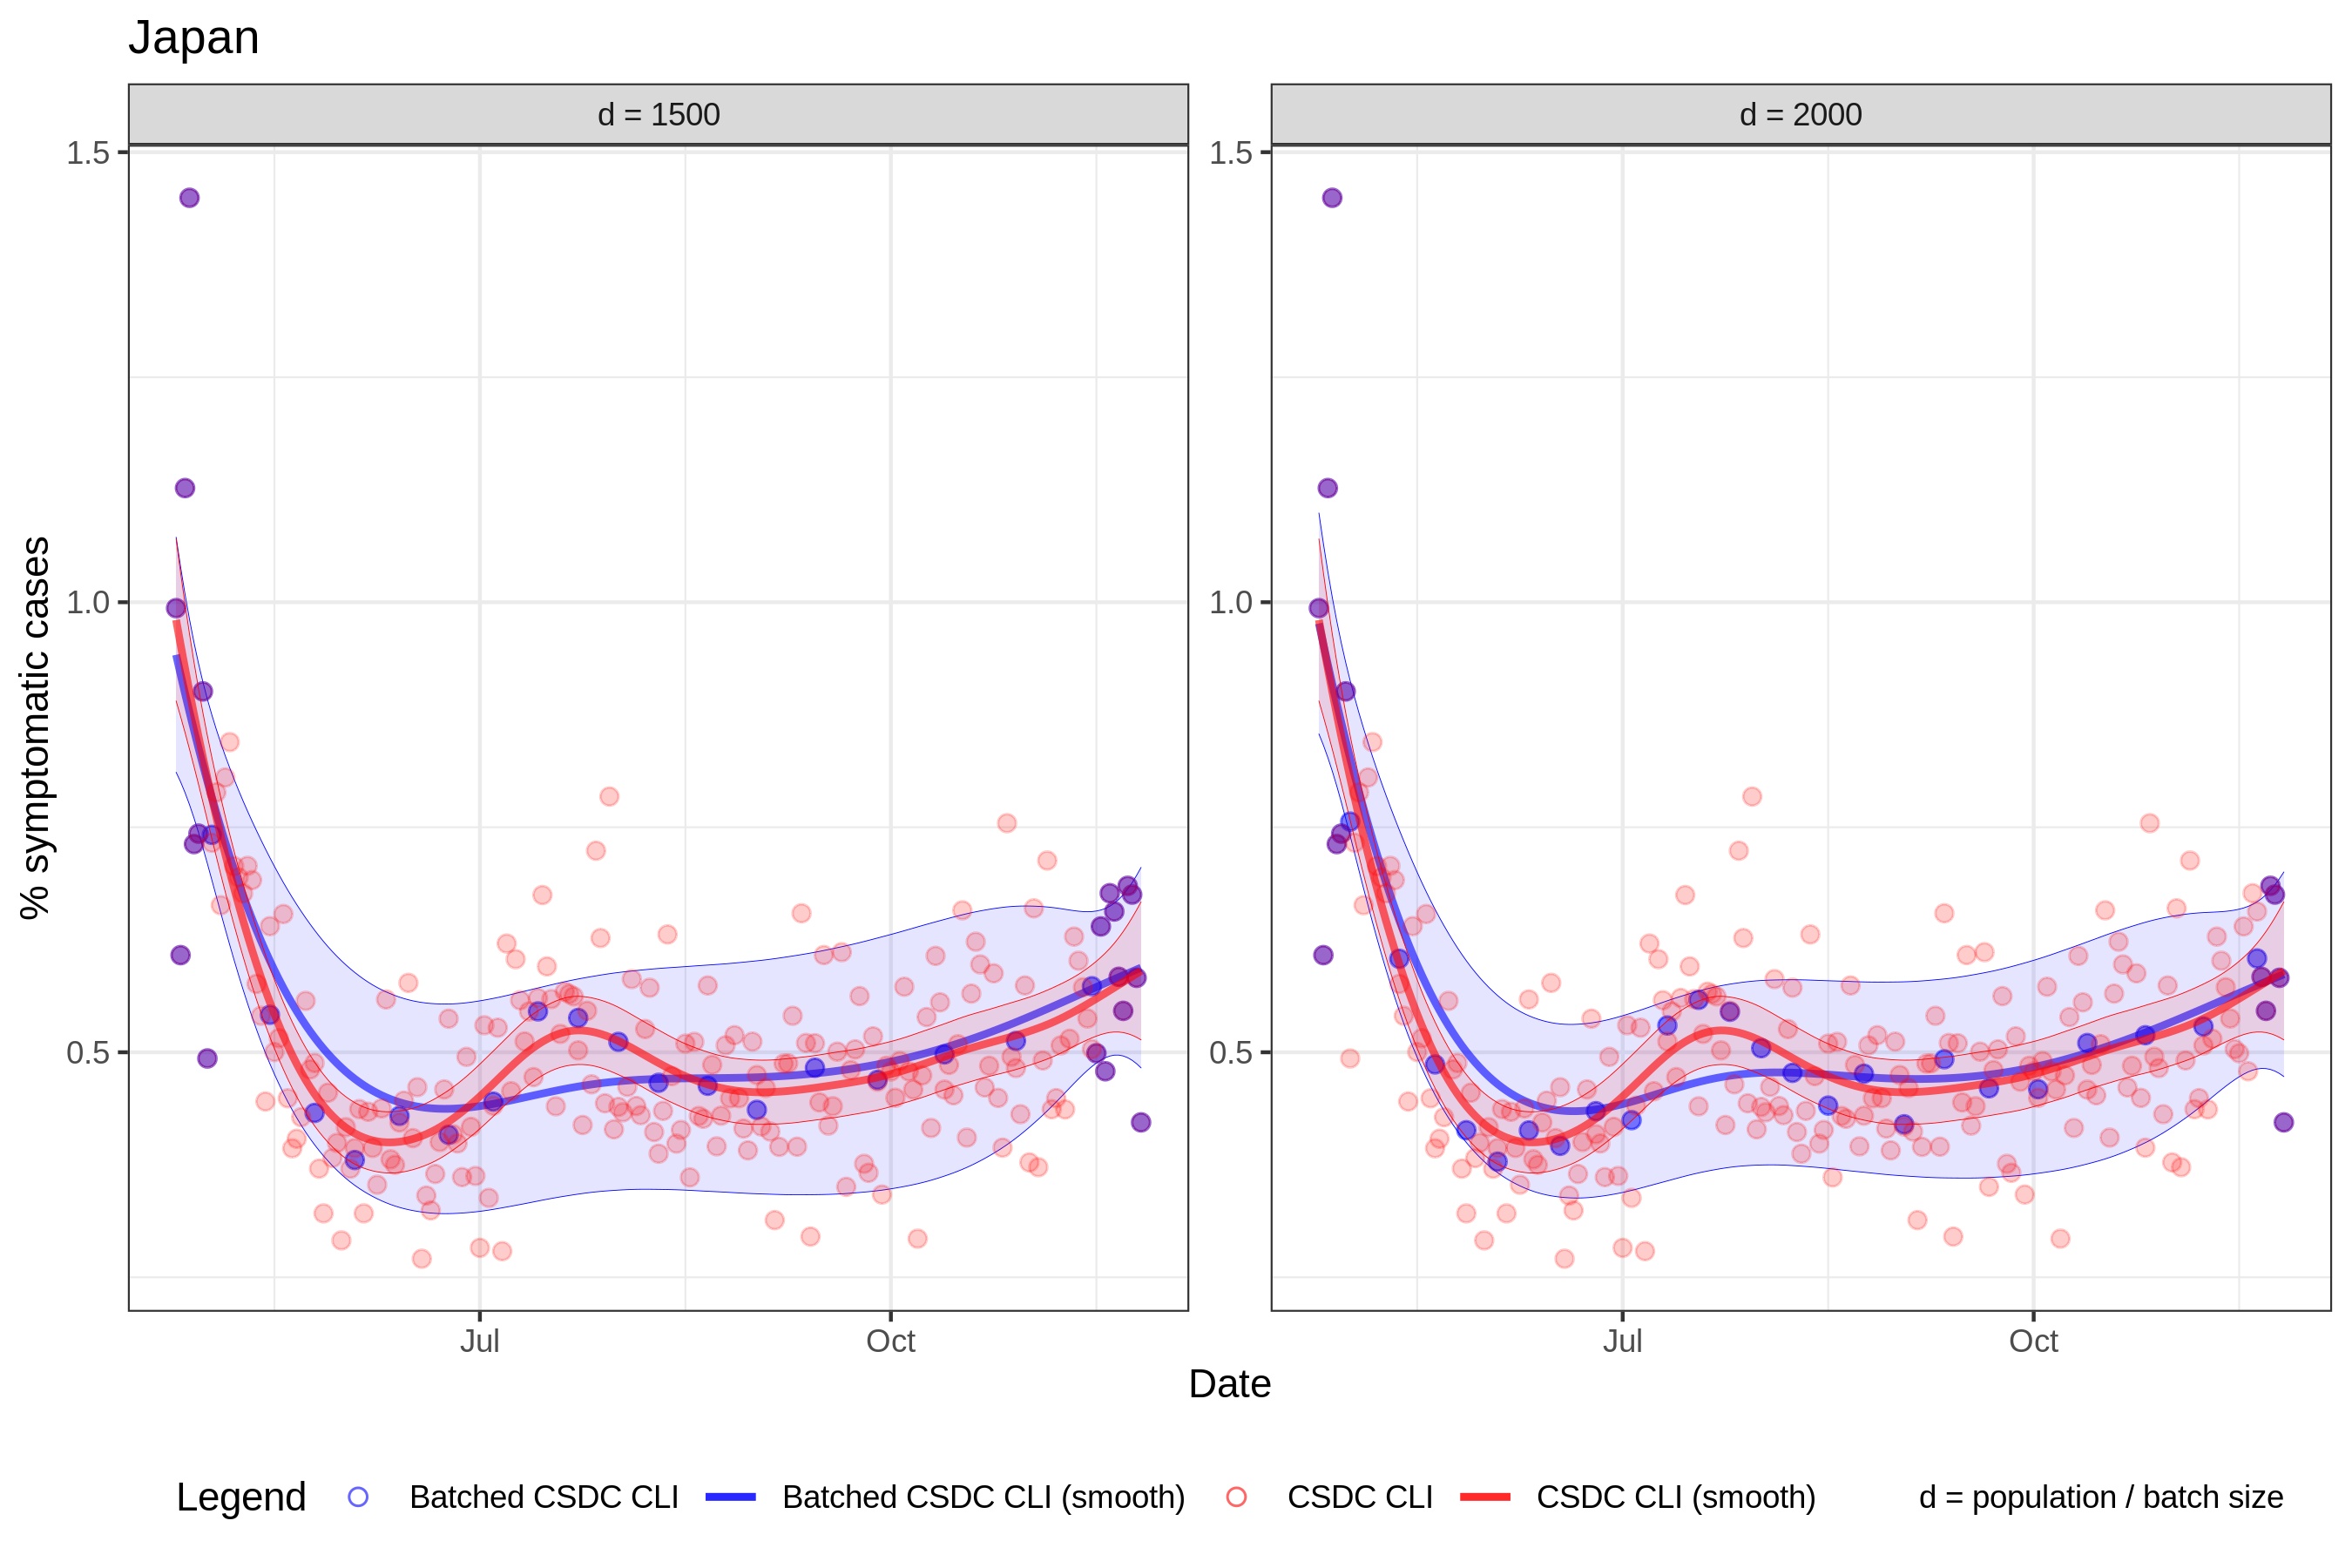 Japan
d = 1500
d = 2000
% symptomatic cases
1.5
1.0
0.5
1.5
1.0
0.5
Jul
Oct
Jul
Oct
Date
Legend
Batched CSDC CLI
Batched CSDC CLI (smooth)
CSDC CLI
CSDC CLI (smooth)
d = population / batch size